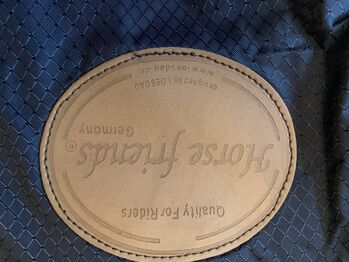 Quality For Riders
Horse friends®
Germany
designed by LOESDAU
www.loesdau.de